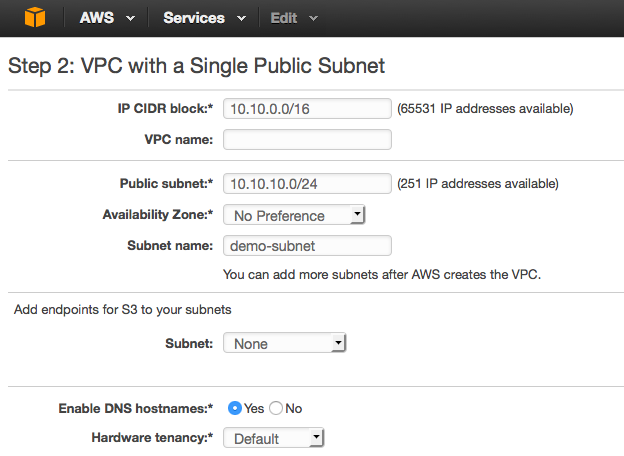 AWS Services Edit
Step 2: VPC with a Single Public Subnet
IP CIDR block:* 10.10.0.0/16 (65531 IP addresses available)
VPC name:
Public subnet:* 10.10.10.0/24 (251 IP addresses available)
Availability Zone:* No Preference
Subnet name: demo-subnet
You can add more subnets after AWS creates the VPC.
Add endpoints for S3 to your subnets
Subnet: None
Enable DNS hostnames:* Yes No
Hardware tenancy:* Default